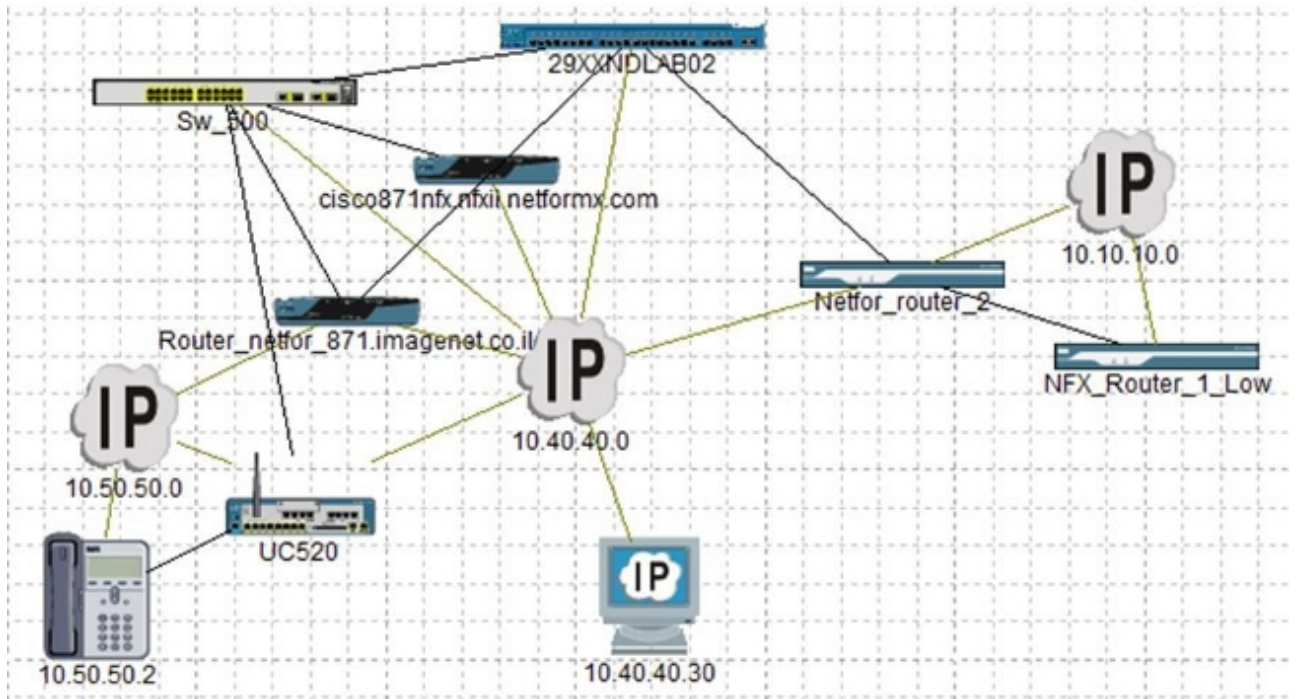 29XXNDLAB02
Sw_500
cisco871nfx.nfxii.netformx.com
IP
10.10.10.0
Netfor_router_2
Router_netfor_871.imagenet.co.il
IP
NFX_Router_1_Low
IP
10.40.40.0
10.50.50.0
UC520
IP
10.50.50.2
10.40.40.30